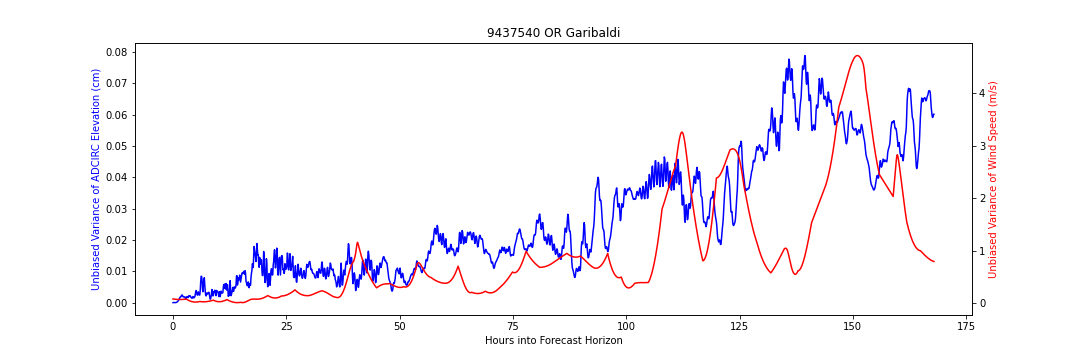 9437540 OR Garibaldi
Unbiased Variance of ADCIRC Elevation (cm)
0.08
0.07
0.06
0.05
0.04
0.03
0.02
0.01
0.00
4
3
2
1
0
Unbiased Variance of Wind Speed (m/s)
0 25 50 75 100 125 150 175
Hours into Forecast Horizon